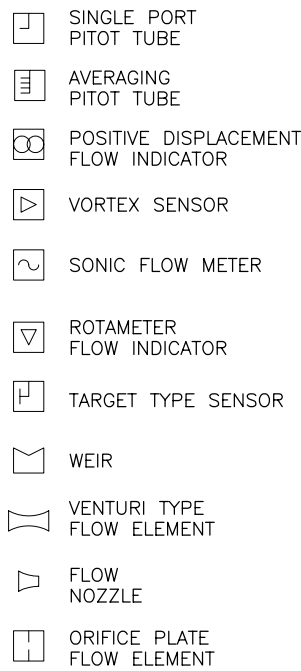 SINGLE PORT
PITOT TUBE
AVERAGING
PITOT TUBE
POSITIVE DISPLACEMENT
FLOW INDICATOR
VORTEX SENSOR
SONIC FLOW METER
ROTAMETER
FLOW INDICATOR
TARGET TYPE SENSOR
WEIR
VENTURI TYPE
FLOW ELEMENT
FLOW
NOZZLE
ORIFICE PLATE
FLOW ELEMENT